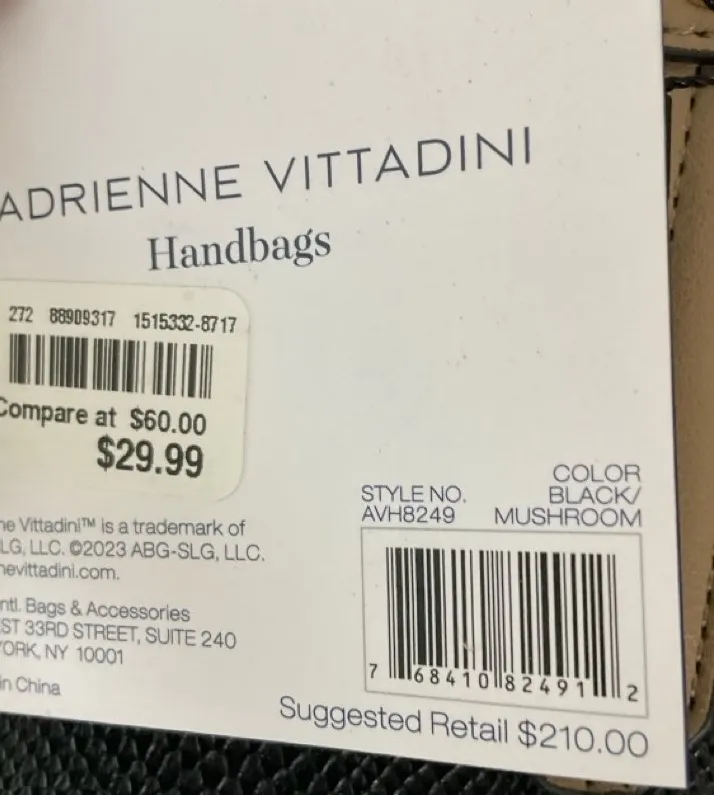 ADRIENNE VITTADINI
Handbags
272 88909317 1515332-8717
Compare at $60.00
$29.99
COLOR
STYLE NO. BLACK/
AVH8249 MUSHROOM
ne Vittadini™ is a trademark of
LG, LLC. ©2023 ABG-SLG, LLC.
nevittadini.com.
ntl. Bags & Accessories
ST 33RD STREET, SUITE 240
YORK, NY 10001
in China
7 68410 82491 2
Suggested Retail $210.00